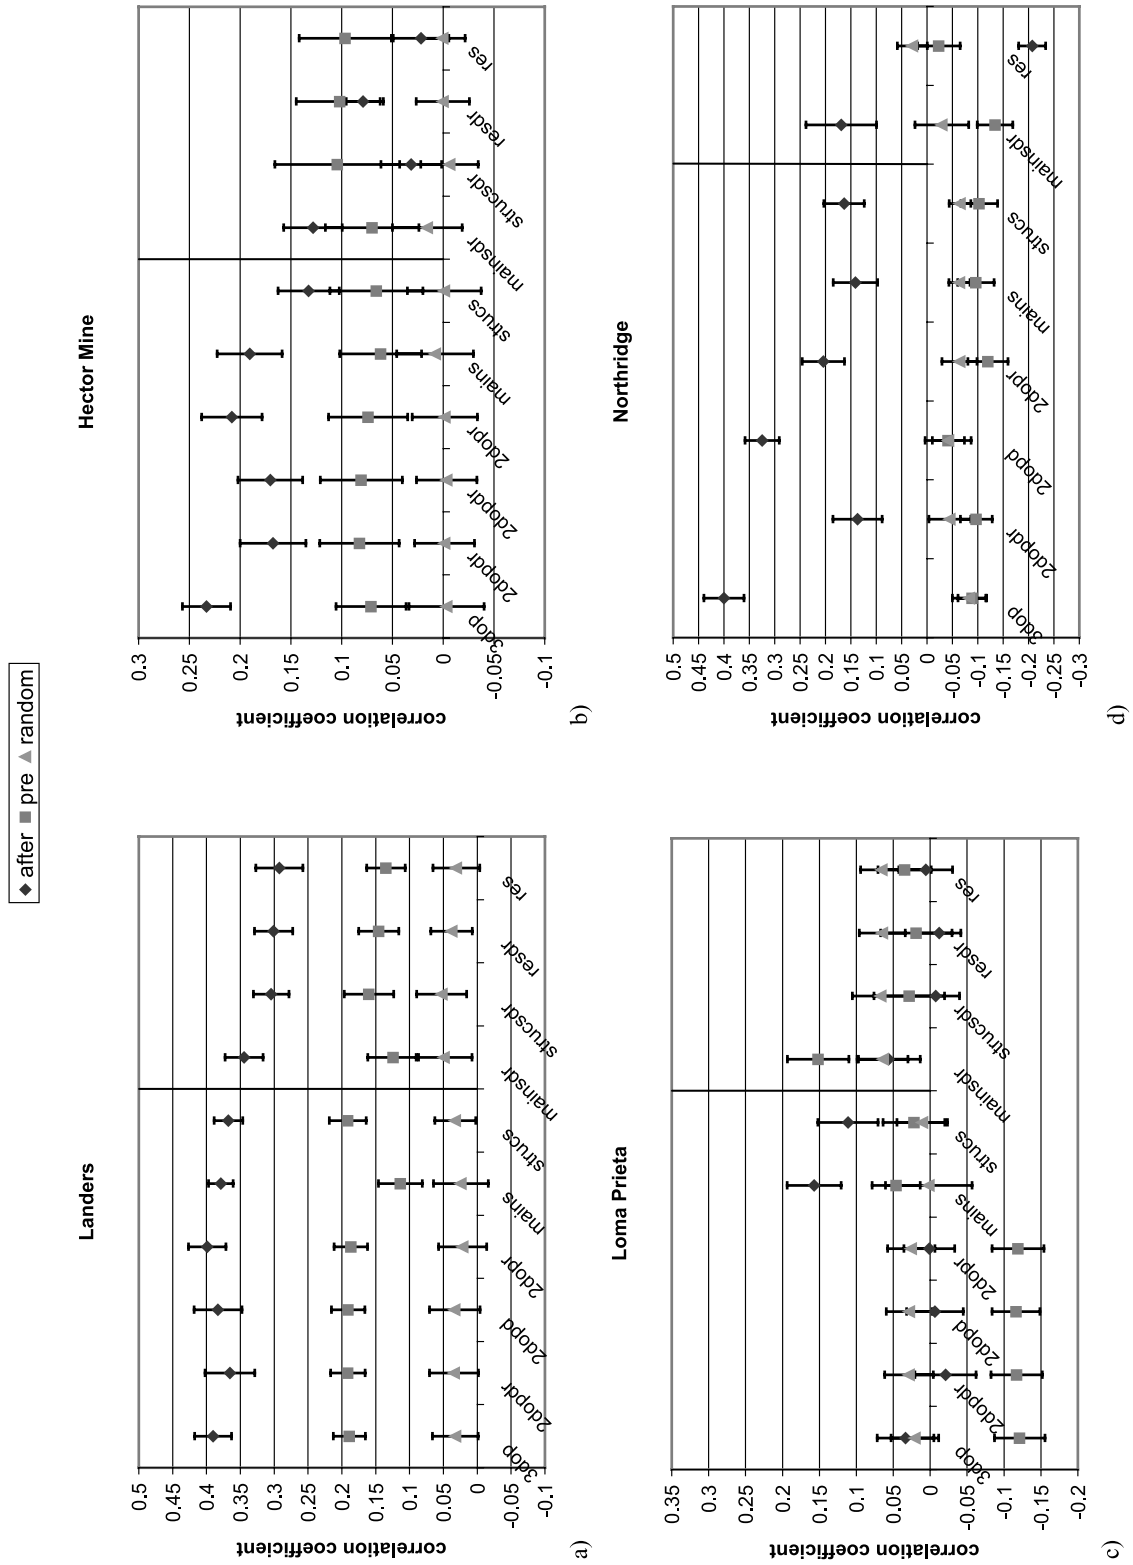 after pre random
Landers
correlation coefficient
0.5
0.45
0.4
0.35
0.3
0.25
0.2
0.15
0.1
0.05
0
-0.05
-0.1
3dop
2dopdr
2dopd
2dopr
mains
strucs
mainsdr
strucsdr
resdr
res
a)
Hector Mine
correlation coefficient
0.3
0.25
0.2
0.15
0.1
0.05
0
-0.05
-0.1
3dop
2dopdr
2dopdr
2dopr
mains
strucs
mainsdr
strucsdr
resdr
res
b)
Loma Prieta
correlation coefficient
0.35
0.3
0.25
0.2
0.15
0.1
0.05
0
-0.05
-0.1
-0.15
-0.2
3dop
2dopdr
2dopd
2dopr
mains
strucs
mainsdr
strucsdr
resdr
res
c)
Northridge
correlation coefficient
0.5
0.45
0.4
0.35
0.3
0.25
0.2
0.15
0.1
0.05
0
-0.05
-0.1
-0.15
-0.2
-0.25
-0.3
3dop
2dopdr
2dopd
2dopr
mains
strucs
mainsdr
res
d)